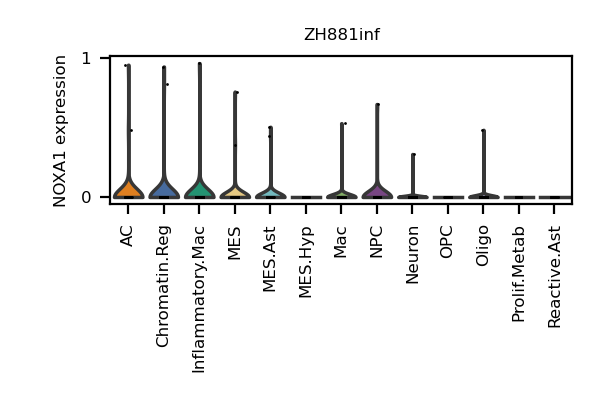 ZH881inf
NOXA1 expression
1
0
AC
Chromatin.Reg
Inflammatory.Mac
MES
MES.Ast
MES.Hyp
Mac
NPC
Neuron
OPC
Oligo
Prolif.Metab
Reactive.Ast